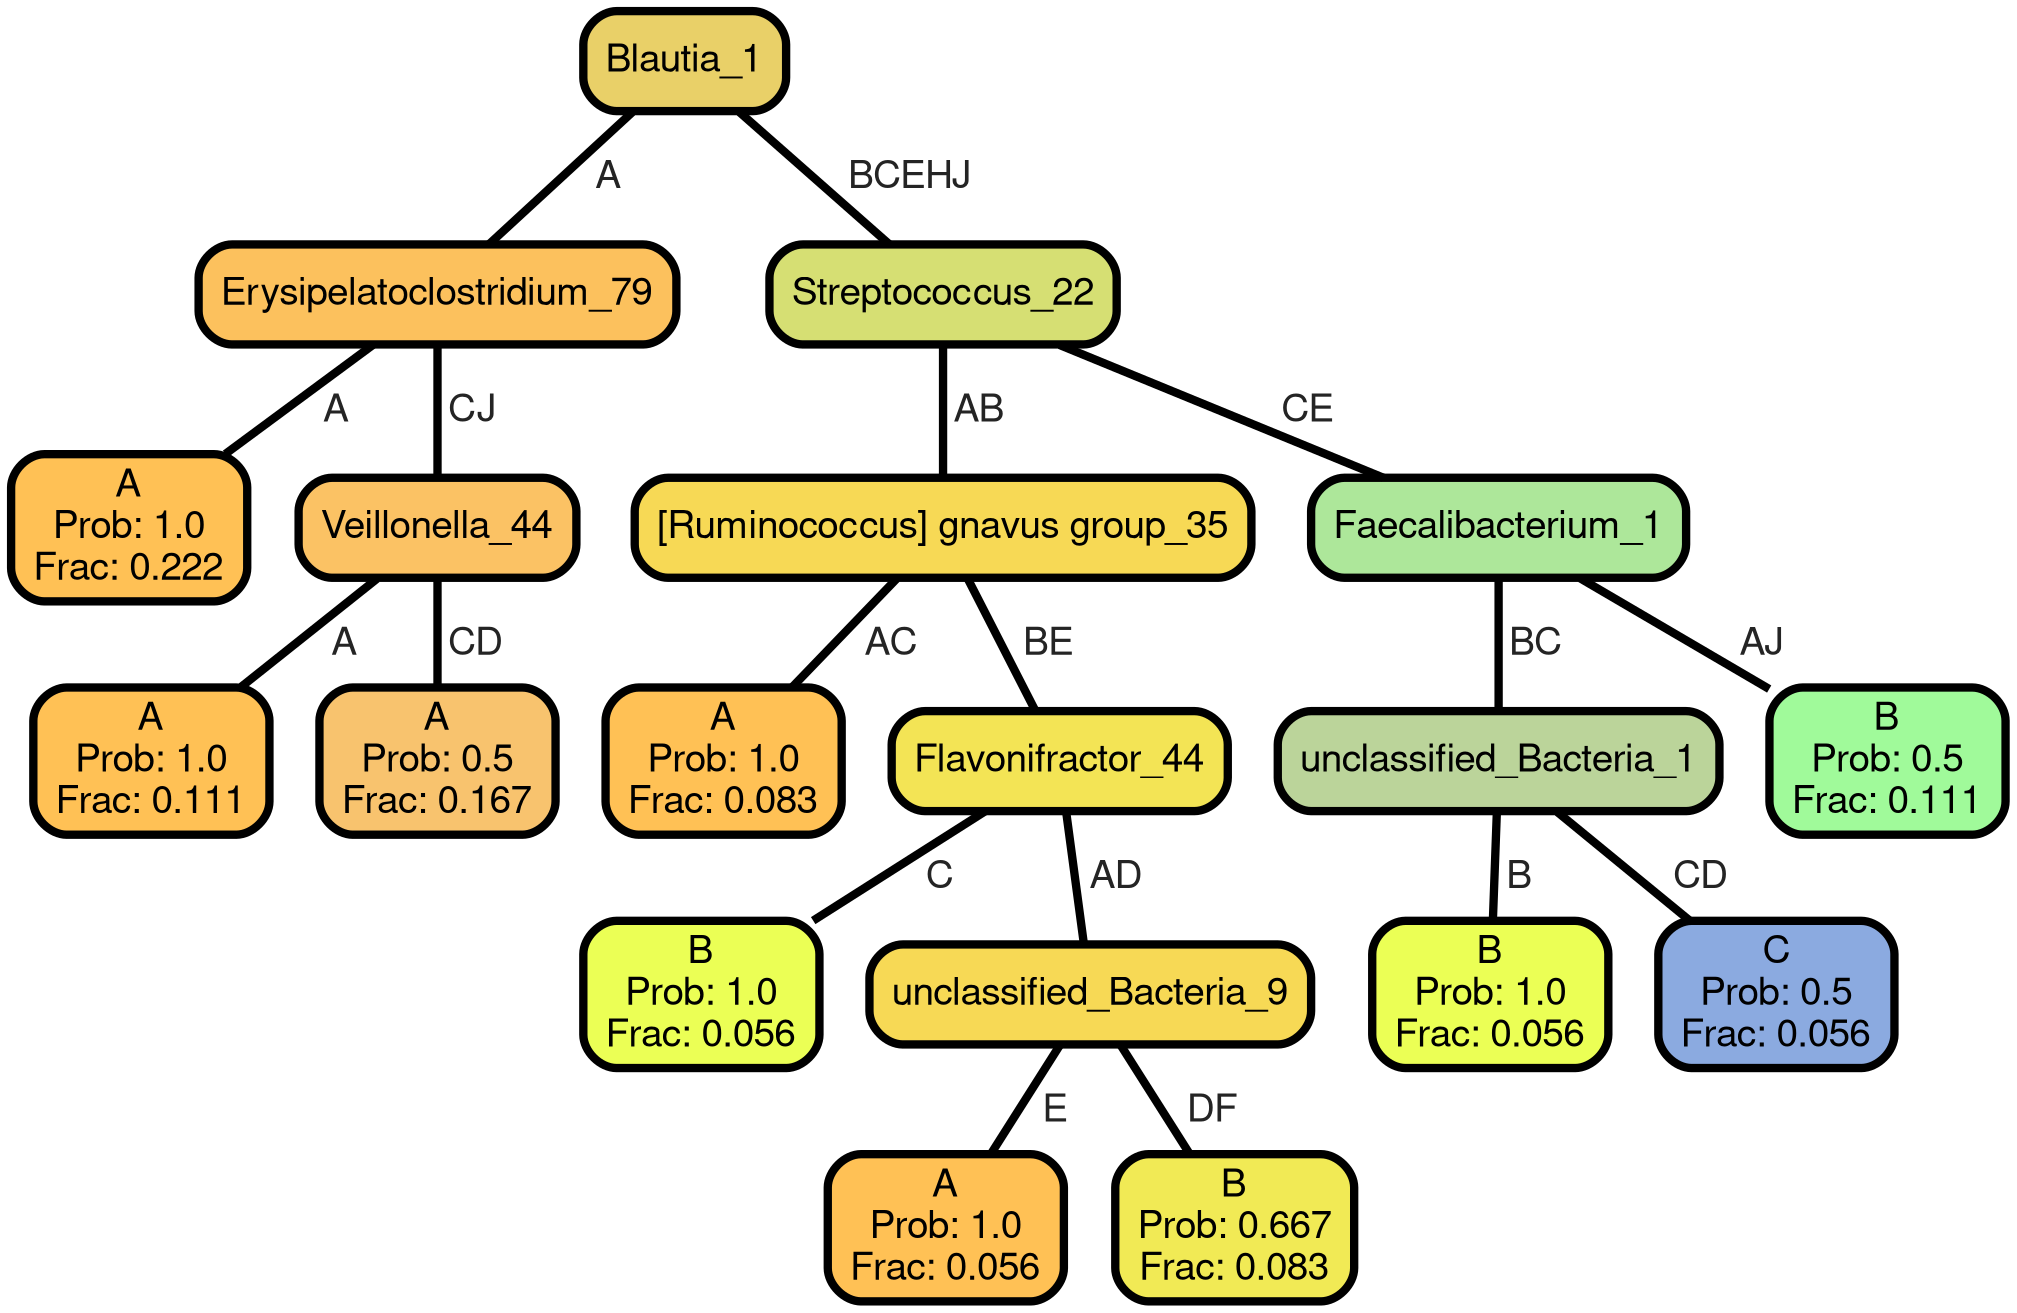 Blautia_1
A
BCEHJ
Erysipelatoclostridium_79
Streptococcus_22
A
CJ
AB
CE
A
Prob: 1.0
Frac: 0.222
Veillonella_44
[Ruminococcus] gnavus group_35
Faecalibacterium_1
A
CD
AC
BE
BC
AJ
A
Prob: 1.0
Frac: 0.111
A
Prob: 0.5
Frac: 0.167
A
Prob: 1.0
Frac: 0.083
Flavonifractor_44
unclassified_Bacteria_1
B
Prob: 0.5
Frac: 0.111
C
AD
B
CD
B
Prob: 1.0
Frac: 0.056
unclassified_Bacteria_9
B
Prob: 1.0
Frac: 0.056
C
Prob: 0.5
Frac: 0.056
E
DF
A
Prob: 1.0
Frac: 0.056
B
Prob: 0.667
Frac: 0.083